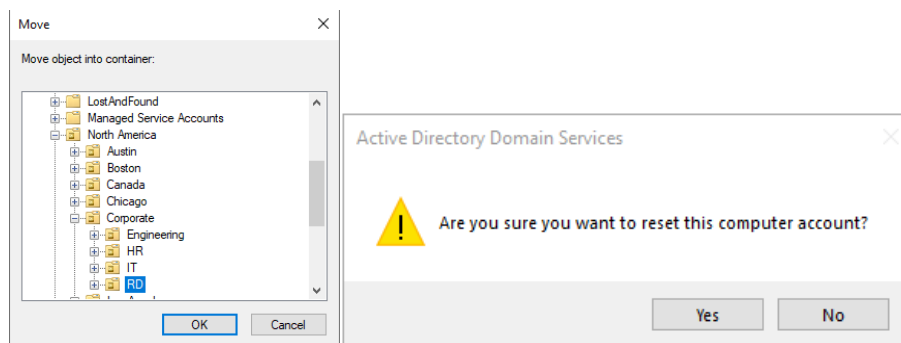 Move
Move object into container:
LostAndFound
Managed Service Accounts
North America
Austin
Boston
Canada
Chicago
Corporate
Engineering
HR
IT
RD
OK Cancel
Active Directory Domain Services
Are you sure you want to reset this computer account?
Yes No